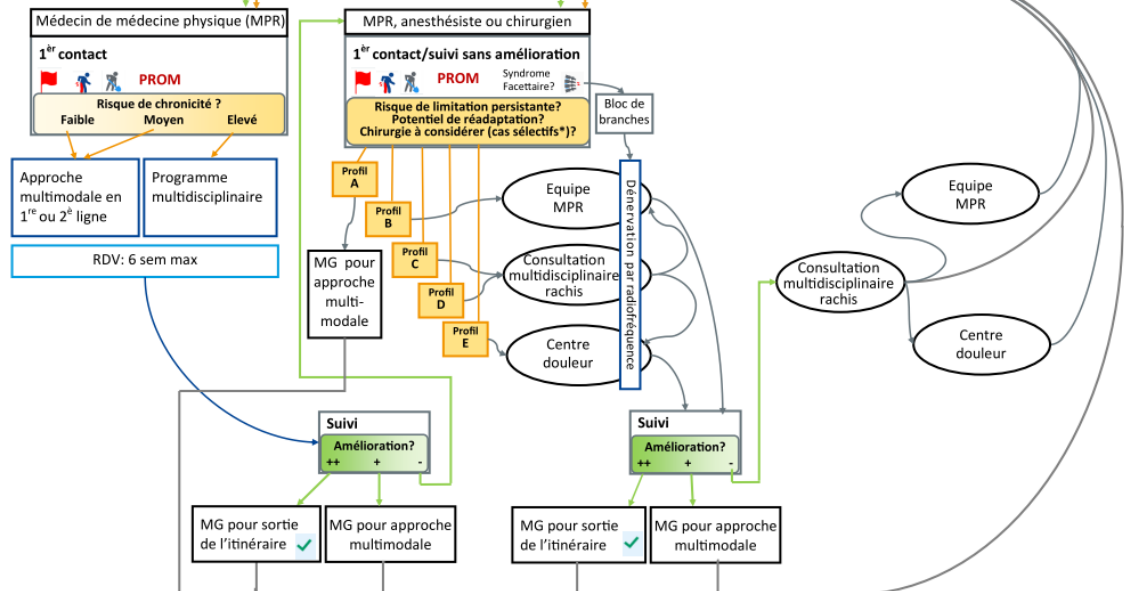 Médecin de médecine physique (MPR)
1èr contact
PROM
Risque de chronicité ?
Faible Moyen Elevé
Approche
multimodale en
1re ou 2è ligne
Programme
multidisciplinaire
RDV: 6 sem max
MPR, anesthésiste ou chirurgien
1èr contact/suivi sans amélioration
PROM
Syndrome
Facettaire?
Risque de limitation persistante?
Potentiel de réadaptation?
Chirurgie à considérer (cas sélectifs*)?
Bloc de
branches
Profil
A
Profil
B
Profil
C
Profil
D
Profil
E
MG pour
approche
multi-
modale
Equipe
MPR
Consultation
multidisciplinaire
rachis
Centre
douleur
Dénervation par radiofréquence
Equipe
MPR
Consultation
multidisciplinaire
rachis
Centre
douleur
Suivi
Amélioration?
++ + -
MG pour sortie
de l'itinéraire
MG pour approche
multimodale
Suivi
Amélioration?
++ + -
MG pour sortie
de l'itinéraire
MG pour approche
multimodale